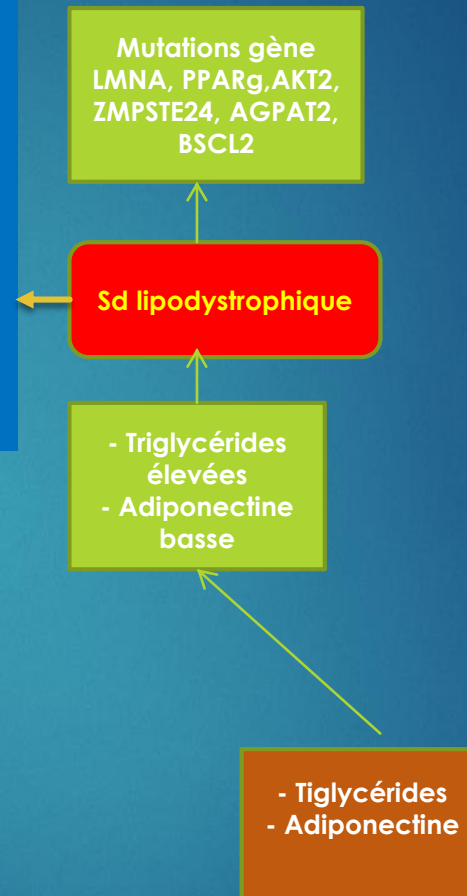 Mutations gène
LMNA, PPARg,AKT2,
ZMPSTE24, AGPAT2,
BSCL2
Sd lipodystrophique
- Triglycérides
élevées
- Adiponectine
basse
- Tiglycérides
- Adiponectine